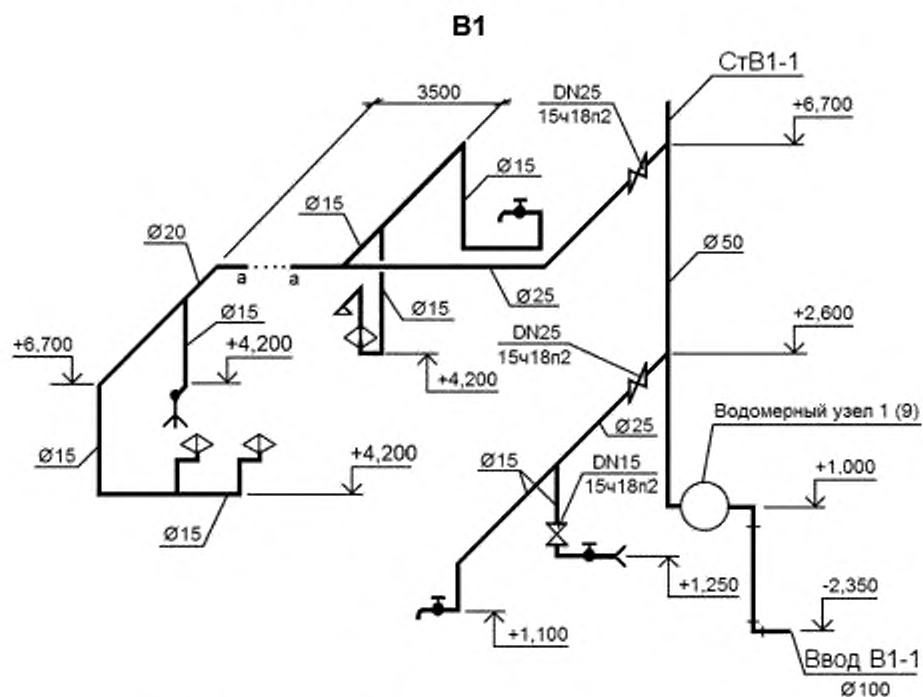 В1
СтВ1-1
3500
DN25
15ч18п2
+6,700
Ø15
Ø15
Ø20
Ø50
а
а
Ø25
Ø15
Ø15
DN25
15ч18п2
+2,600
+6,700
+4,200
+4,200
Водомерный узел 1 (9)
Ø25
Ø15
+4,200
Ø15
DN15
15ч18п2
+1,000
Ø15
+1,250
-2,350
+1,100
Ввод В1-1
Ø100